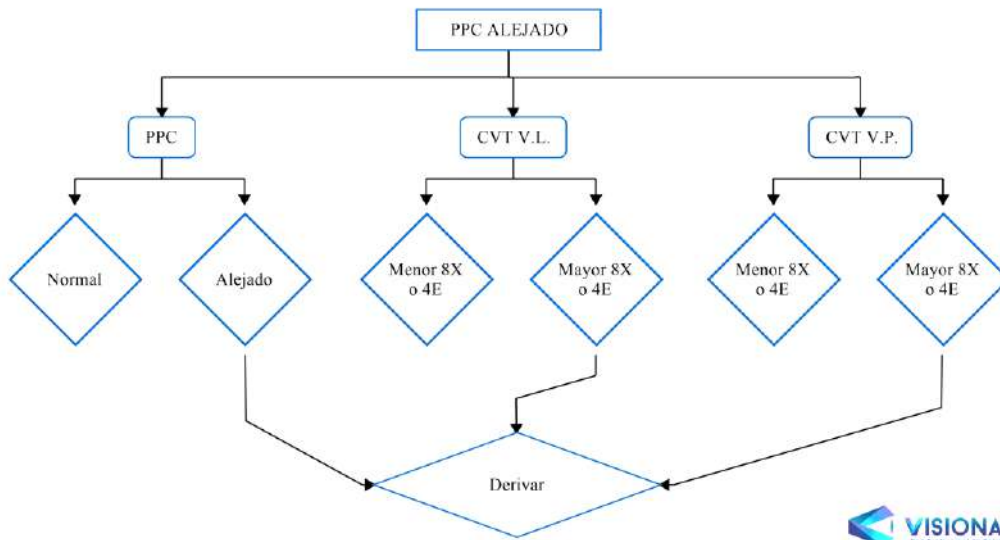 PPC ALEJADO
PPC
CVT V.L.
CVT V.P.
Normal
Alejado
Menor 8X
o 4E
Mayor 8X
o 4E
Menor 8X
o 4E
Mayor 8X
o 4E
Derivar
VISIONA